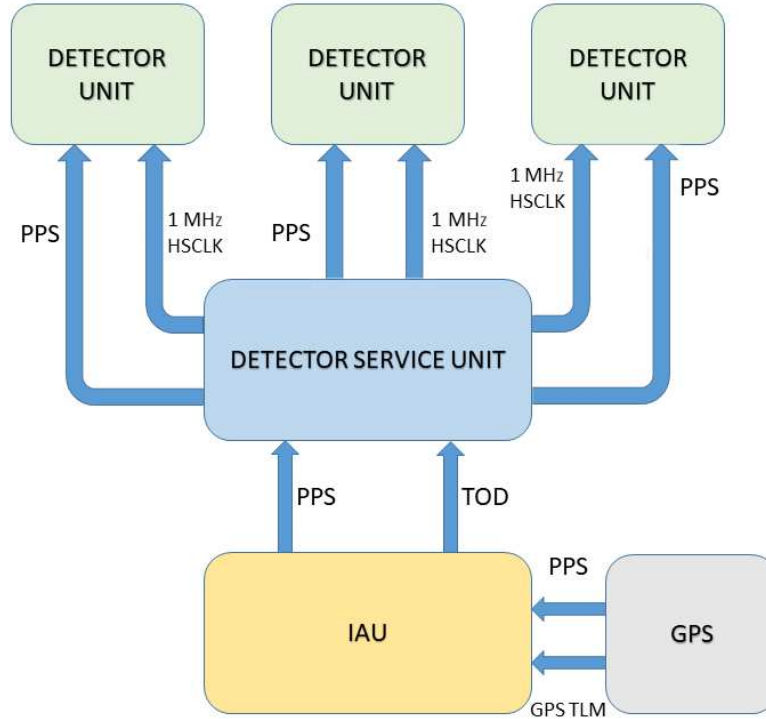 DETECTOR
UNIT
DETECTOR
UNIT
DETECTOR
UNIT
PPS
1 MHz
HSCLK
PPS
1 MHz
HSCLK
1 MHz
HSCLK
PPS
DETECTOR SERVICE UNIT
PPS
TOD
IAU
PPS
GPS
GPS TLM